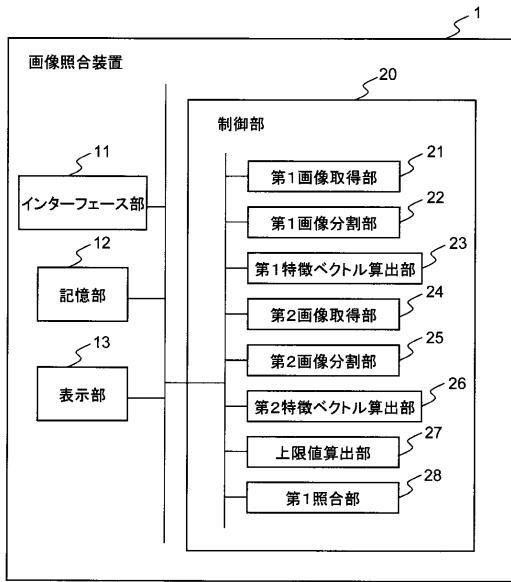 1
画像照合装置
20
制御部
11
インターフェース部
12
記憶部
13
表示部
21
第1画像取得部
22
第1画像分割部
23
第1特徴ベクトル算出部
24
第2画像取得部
25
第2画像分割部
26
第2特徴ベクトル算出部
27
上限値算出部
28
第1照合部